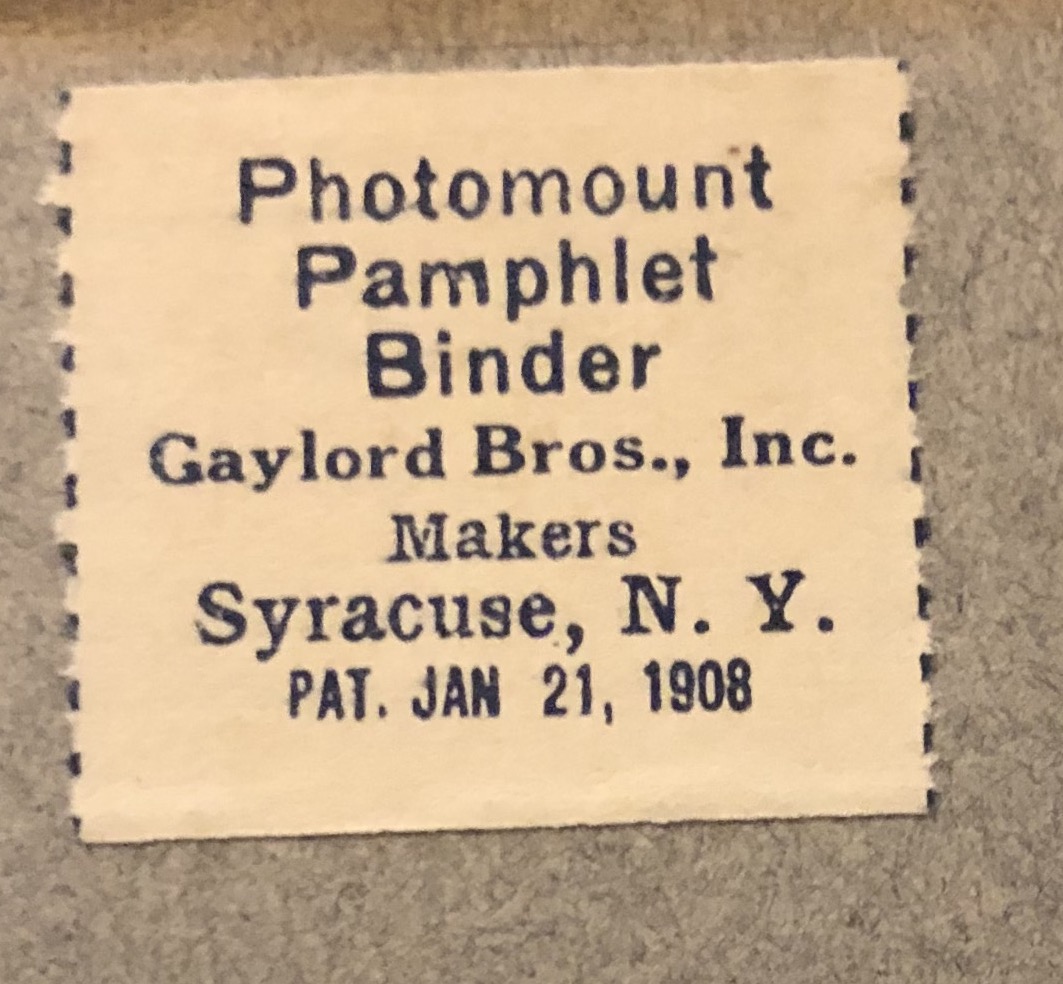 Photomount
Pamphlet
Binder
Gaylord Bros., Inc.
Makers
Syracuse, N. Y.
PAT. JAN 21, 1908